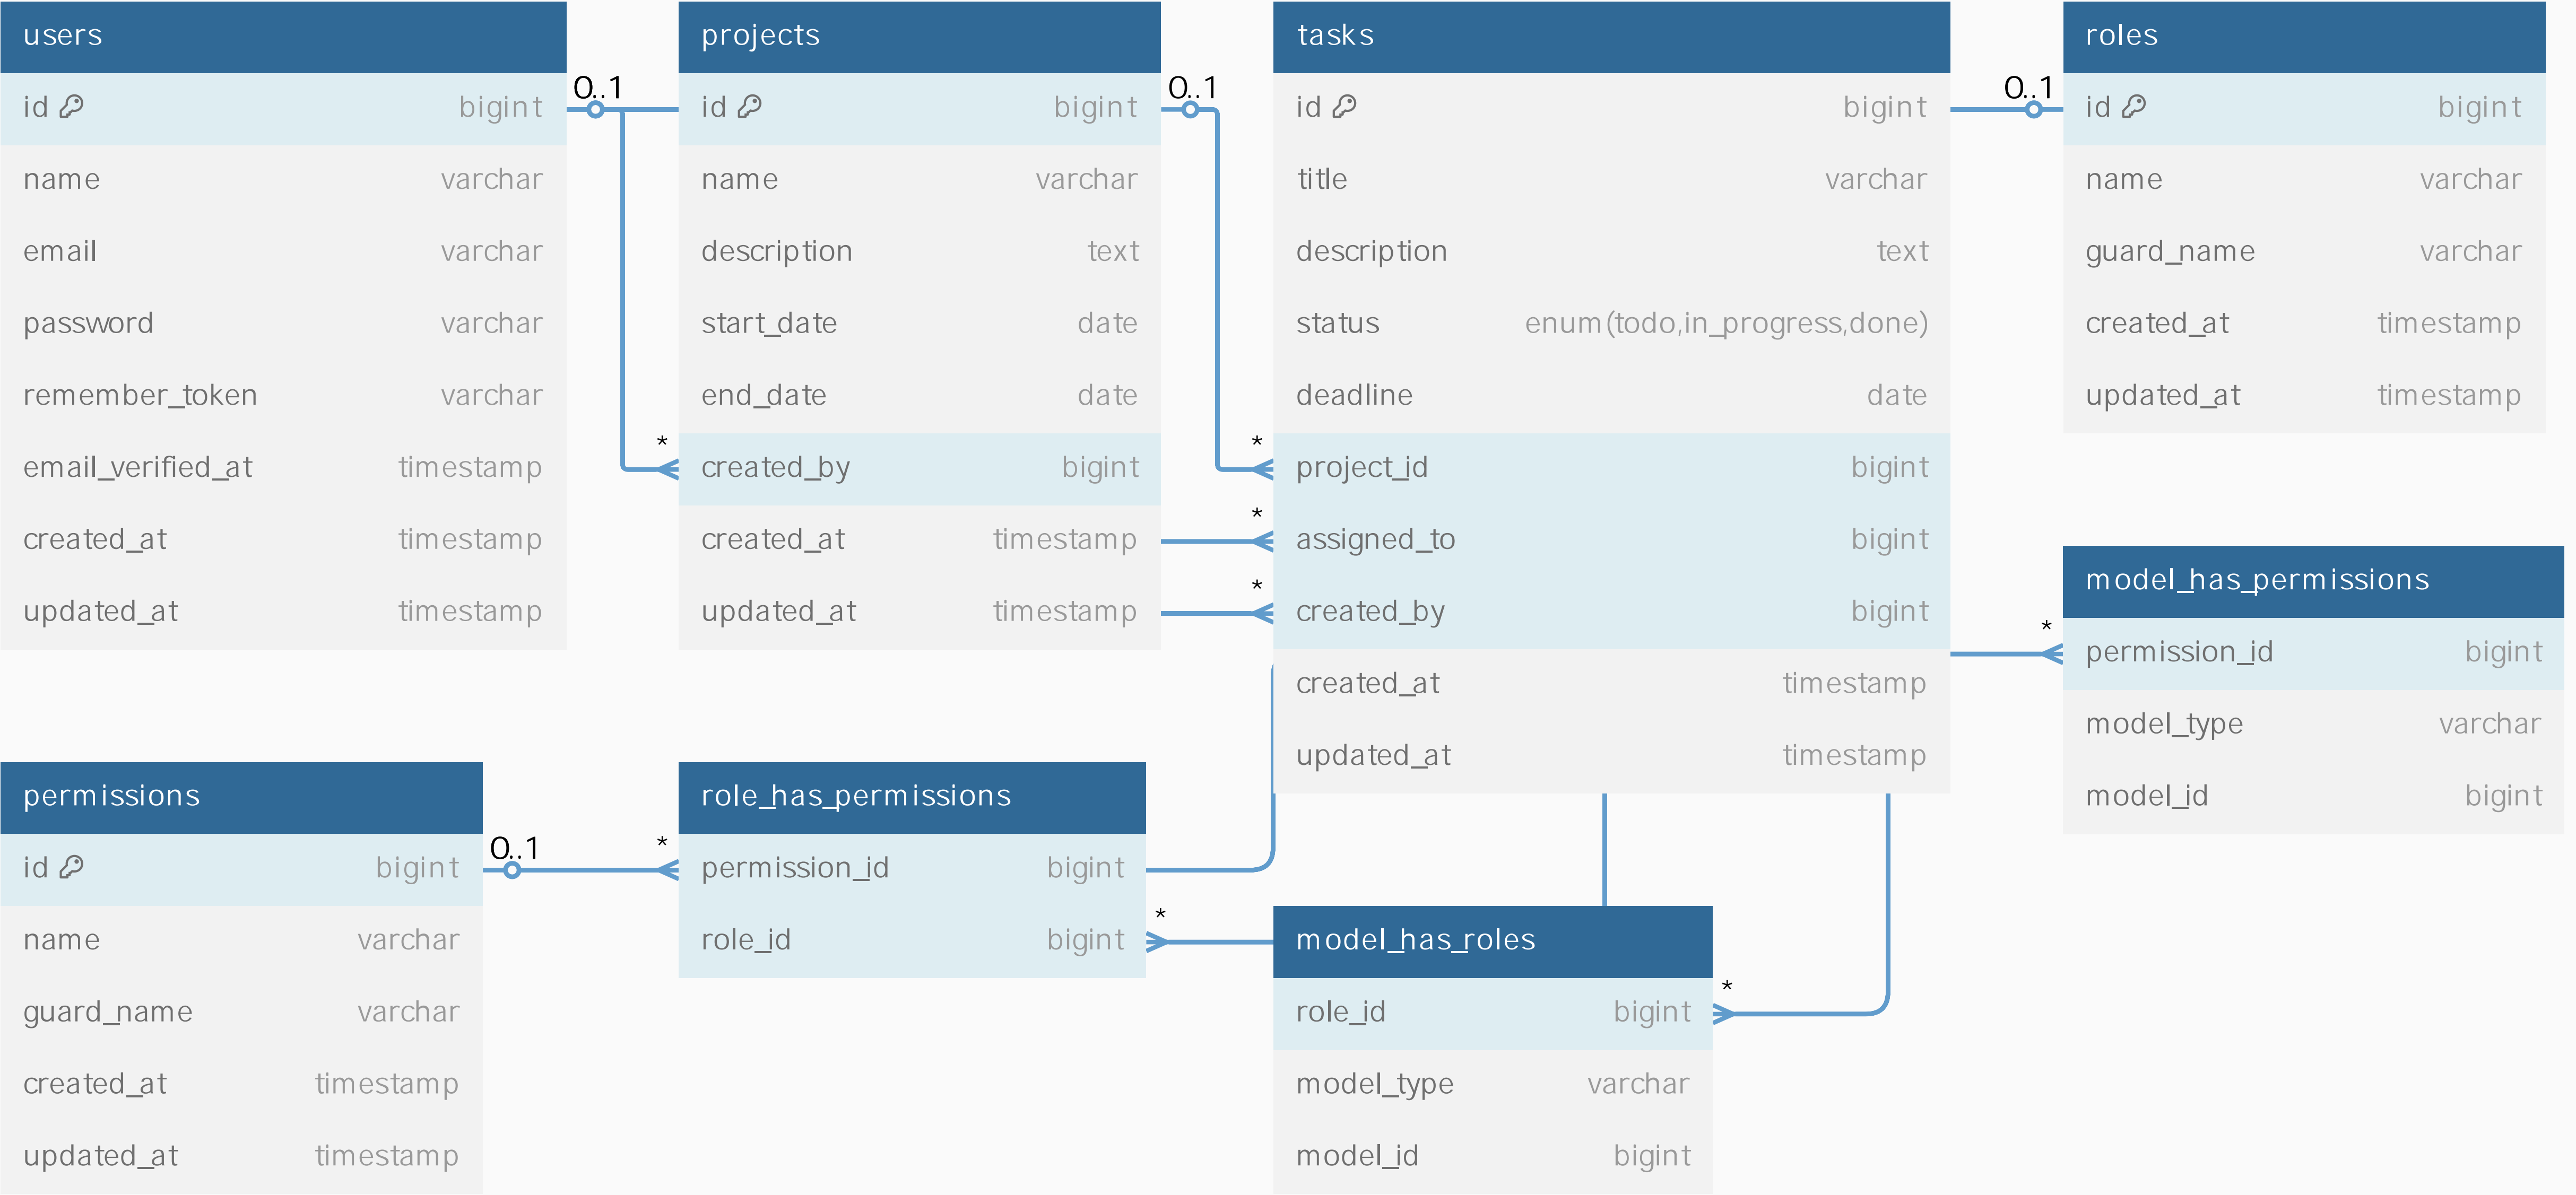 users
id bigint
name varchar
email varchar
password varchar
remember_token varchar
email_verified_at timestamp
created_at timestamp
updated_at timestamp
0..1
*
projects
id bigint
name varchar
description text
start_date date
end_date date
created_by bigint
created_at timestamp
updated_at timestamp
0..1
*
*
*
tasks
id bigint
title varchar
description text
status enum(todo,in_progress,done)
deadline date
project_id bigint
assigned_to bigint
created_by bigint
created_at timestamp
updated_at timestamp
0..1
roles
id bigint
name varchar
guard_name varchar
created_at timestamp
updated_at timestamp
*
model_has_permissions
permission_id bigint
model_type varchar
model_id bigint
permissions
id bigint
name varchar
guard_name varchar
created_at timestamp
updated_at timestamp
0..1
*
role_has_permissions
permission_id bigint
role_id bigint
*
model_has_roles
role_id bigint
model_type varchar
model_id bigint
*